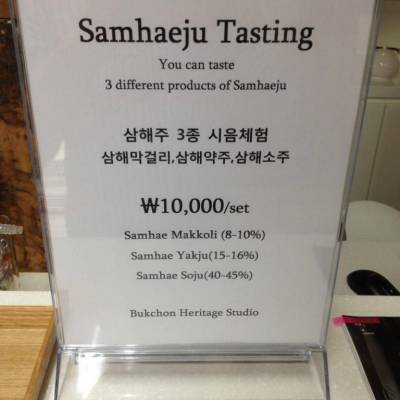 Samhaeju Tasting
You can taste
3 different products of Samhaeju
삼해주 3종 시음체험
삼해막걸리,삼해약주,삼해소주
₩10,000/set
Samhae Makkoli (8-10%)
Samhae Yakju(15-16%)
Samhae Soju(40-45%)
Bukchon Heritage Studio